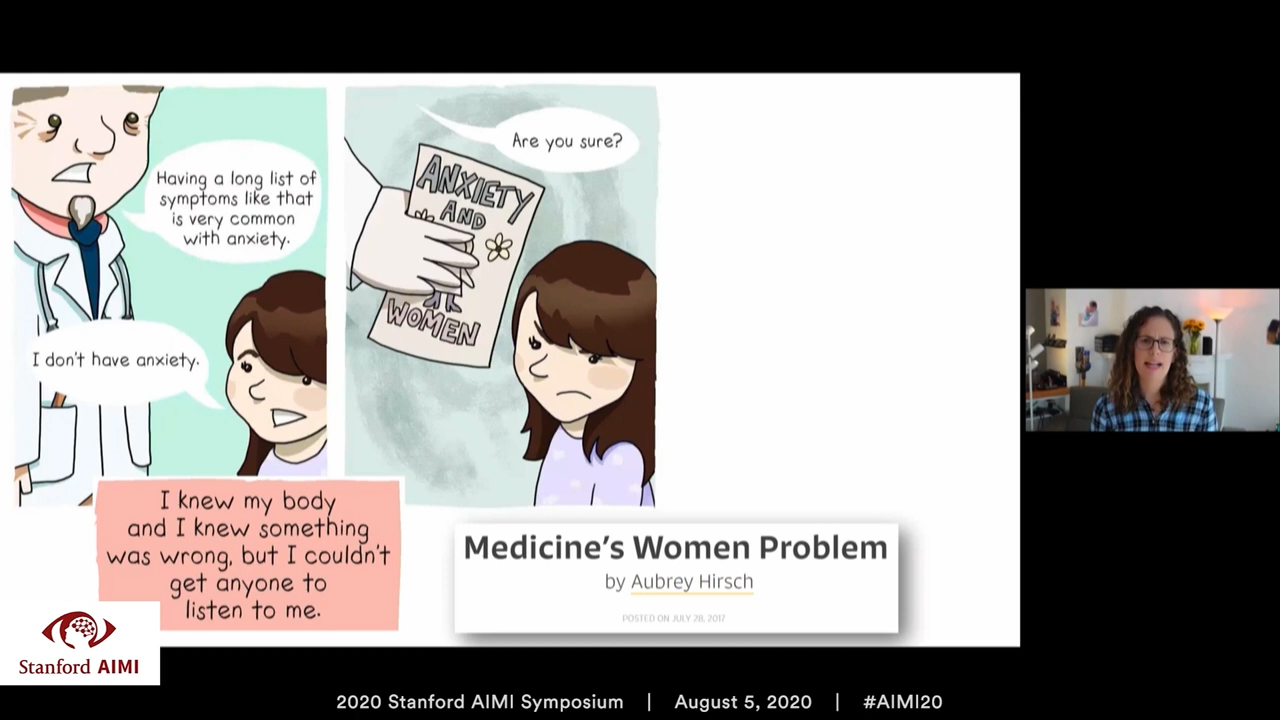 Having a long list of
symptoms like that
is very common
with anxiety.
I don't have anxiety.
Are you sure?
ANXIETY
AND
WOMEN
I knew my body
and I knew something
was wrong, but I couldn't
get anyone to
listen to me.
Medicine's Women Problem
by Aubrey Hirsch
POSTED ON JULY 28, 2017
Stanford AIMI
2020 Stanford AIMI Symposium | August 5, 2020 | #AIMI20